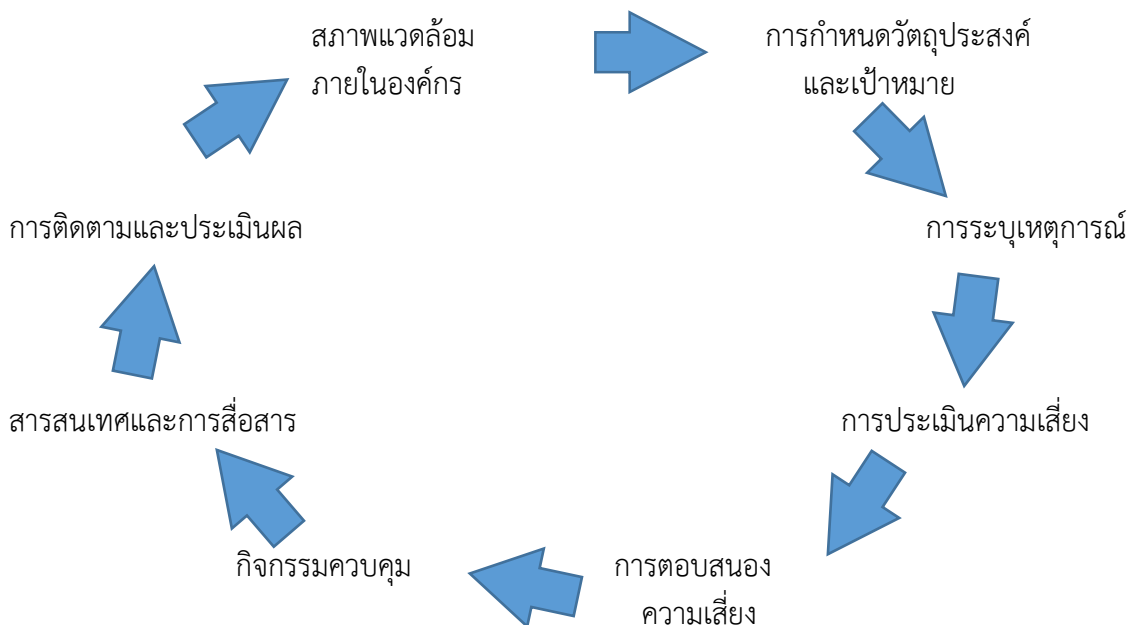 สภาพแวดล้อม
ภายในองค์กร
การกำหนดวัตถุประสงค์
และเป้าหมาย
การระบุเหตุการณ์
การประเมินความเสี่ยง
การตอบสนอง
ความเสี่ยง
กิจกรรมควบคุม
สารสนเทศและการสื่อสาร
การติดตามและประเมินผล